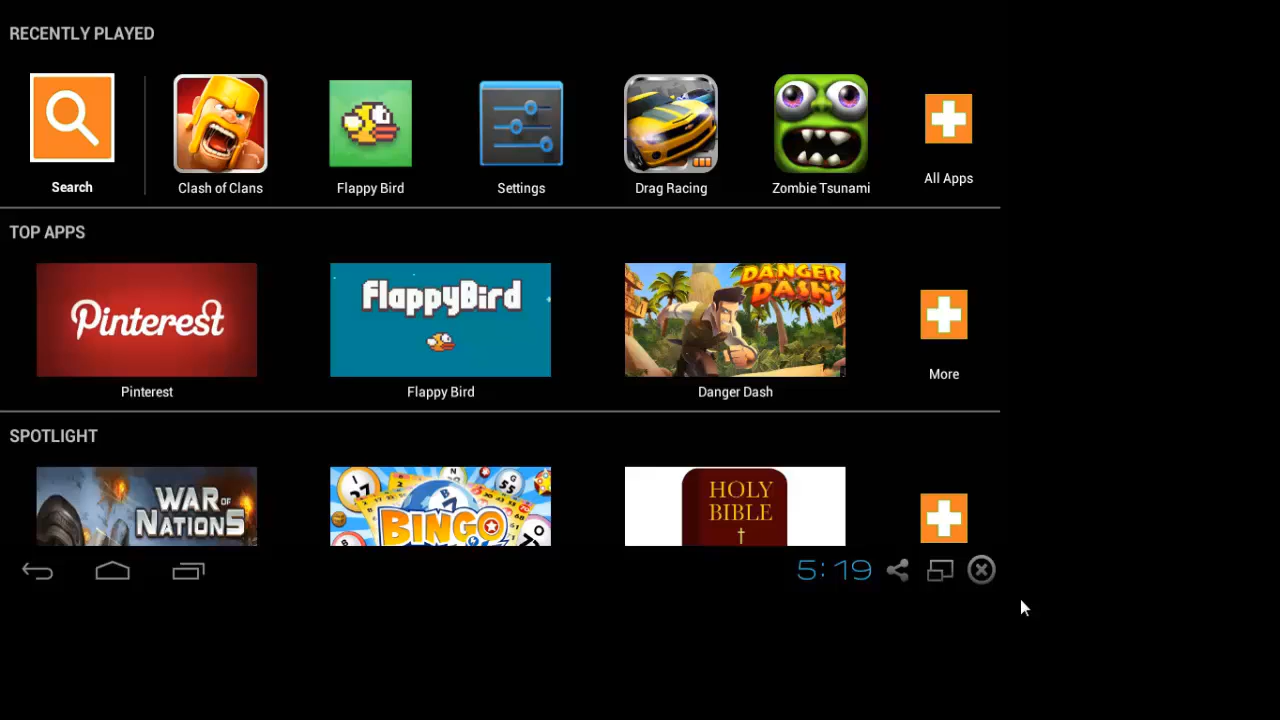 RECENTLY PLAYED
Search
Clash of Clans
Flappy Bird
Settings
Drag Racing
Zombie Tsunami
All Apps
TOP APPS
Pinterest
FlappyBird
DANGER DASH
Pinterest
Flappy Bird
Danger Dash
More
SPOTLIGHT
WAR OF NATIONS
BINGO
HOLY
BIBLE
5:19